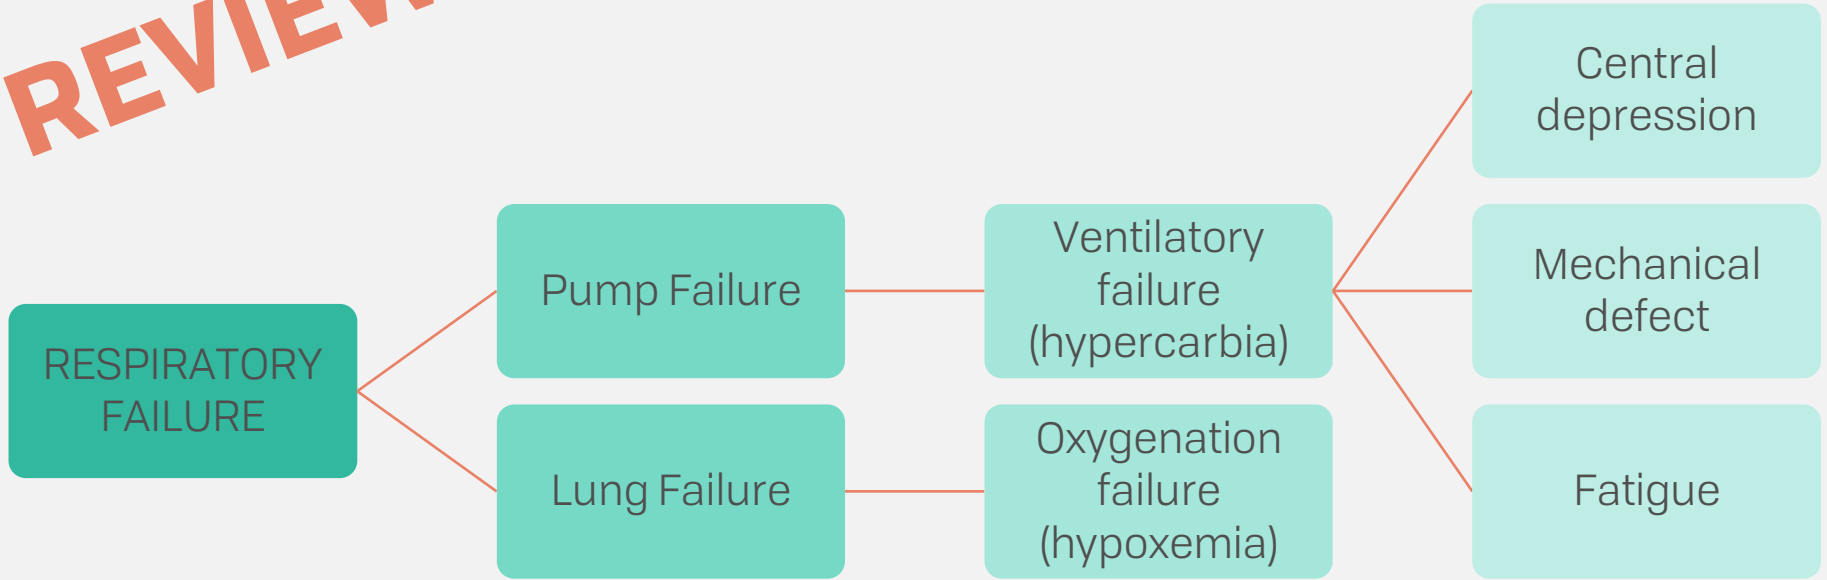 REVIEW
RESPIRATORY
FAILURE
Pump Failure
Lung Failure
Ventilatory
failure
(hypercarbia)
Oxygenation
failure
(hypoxemia)
Central
depression
Mechanical
defect
Fatigue